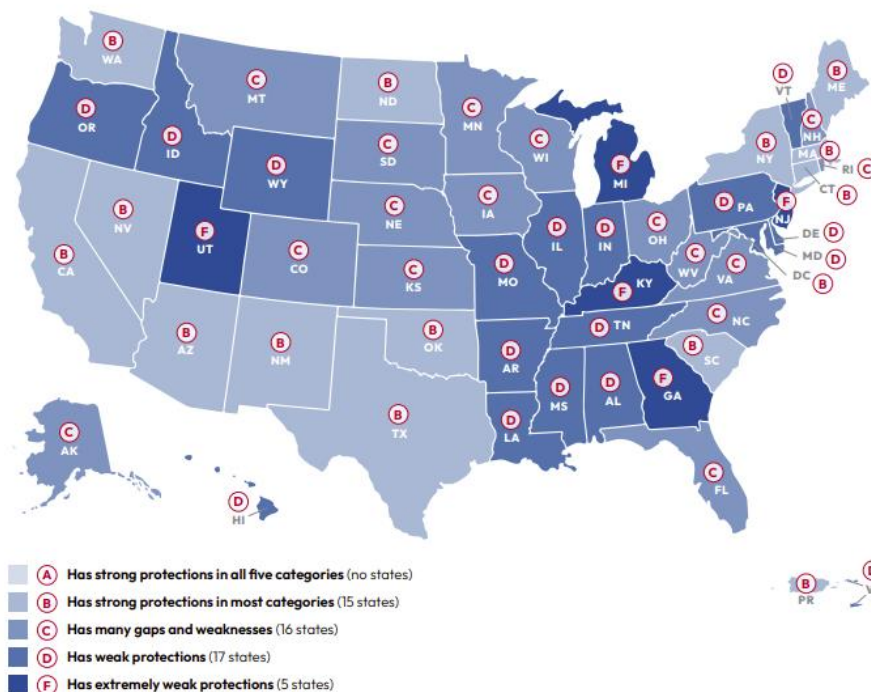 B
WA
C
MT
B
ND
C
MN
D
VT
B
ME
D
OR
D
ID
C
SD
C
WI
B
NY
C
NH
MA
B
RI
C
CT
B
D
WY
F
MI
D
PA
F
NJ
B
NV
F
UT
C
CO
C
NE
C
IA
D
IL
D
IN
C
OH
C
WV
C
VA
DE
D
MD
D
DC
B
B
CA
C
KS
D
MO
F
KY
D
TN
C
NC
B
AZ
B
NM
B
OK
D
AR
B
SC
D
MS
D
AL
F
GA
B
TX
D
LA
C
FL
C
AK
D
HI
A Has strong protections in all five categories (no states)
B Has strong protections in most categories (15 states)
C Has many gaps and weaknesses (16 states)
D Has weak protections (17 states)
F Has extremely weak protections (5 states)
B
PR